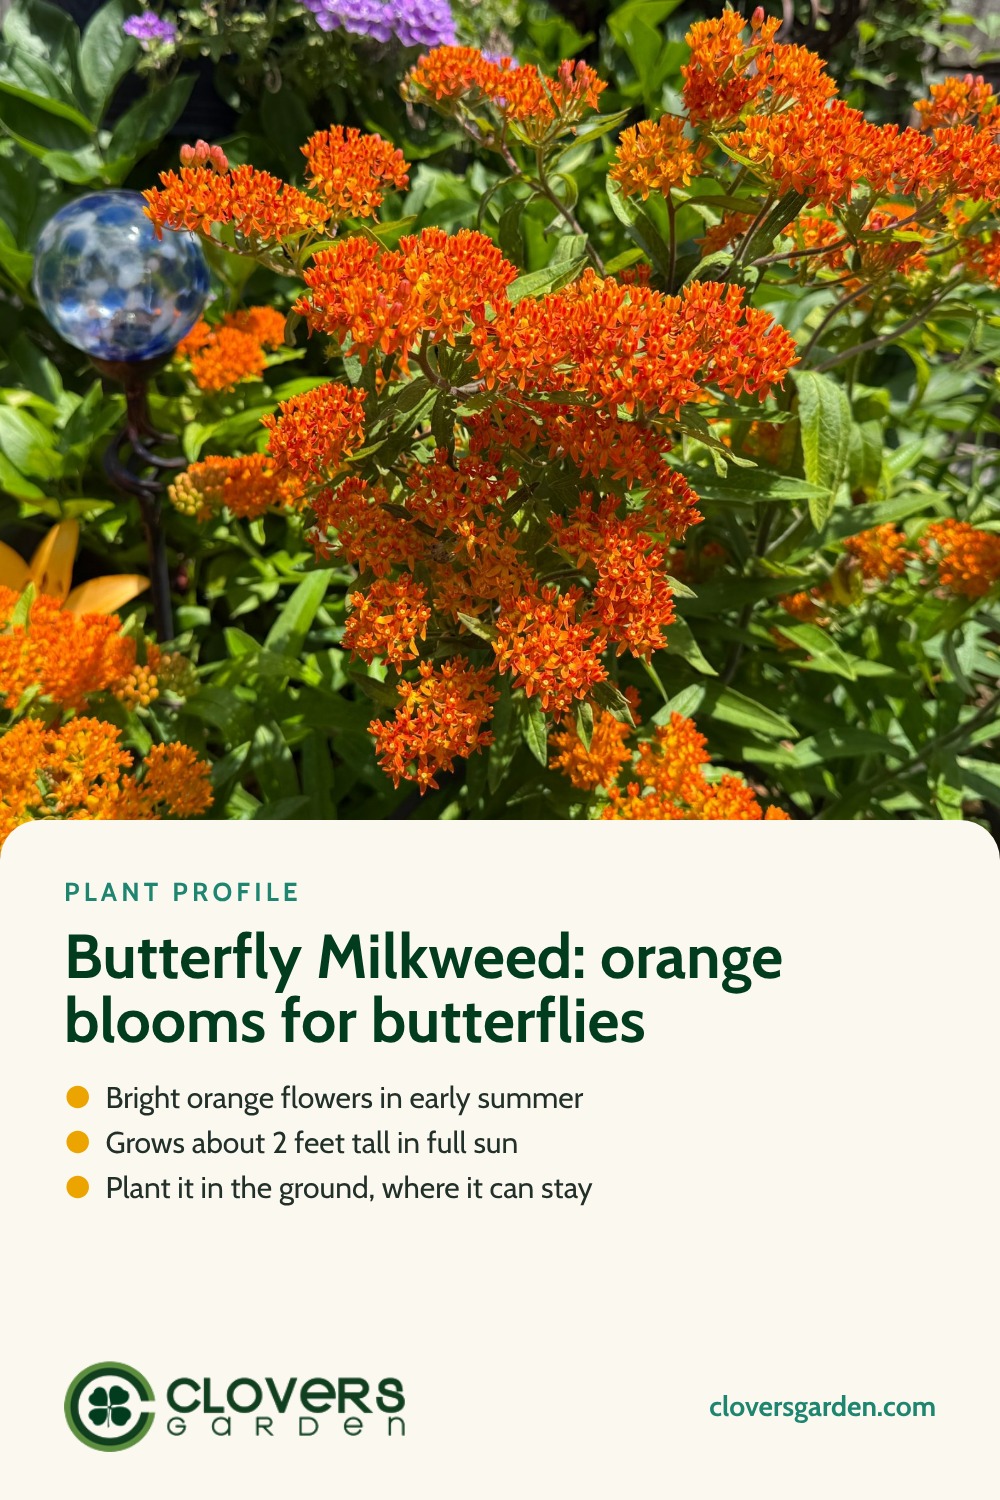 PLANT PROFILE
Butterfly Milkweed: orange
blooms for butterflies
Bright orange flowers in early summer
Grows about 2 feet tall in full sun
Plant it in the ground, where it can stay
CLOVERS
GARDEN
cloversgarden.com